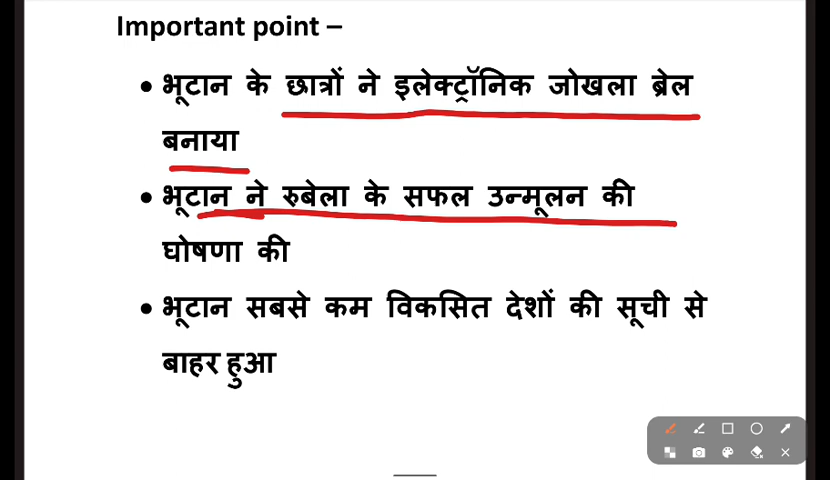 Important point –
• भूटान के छात्रों ने इलेक्ट्रॉनिक जोखला ब्रेल
बनाया
• भूटान ने रुबेला के सफल उन्मूलन की
घोषणा की
• भूटान सबसे कम विकसित देशों की सूची से
बाहर हुआ